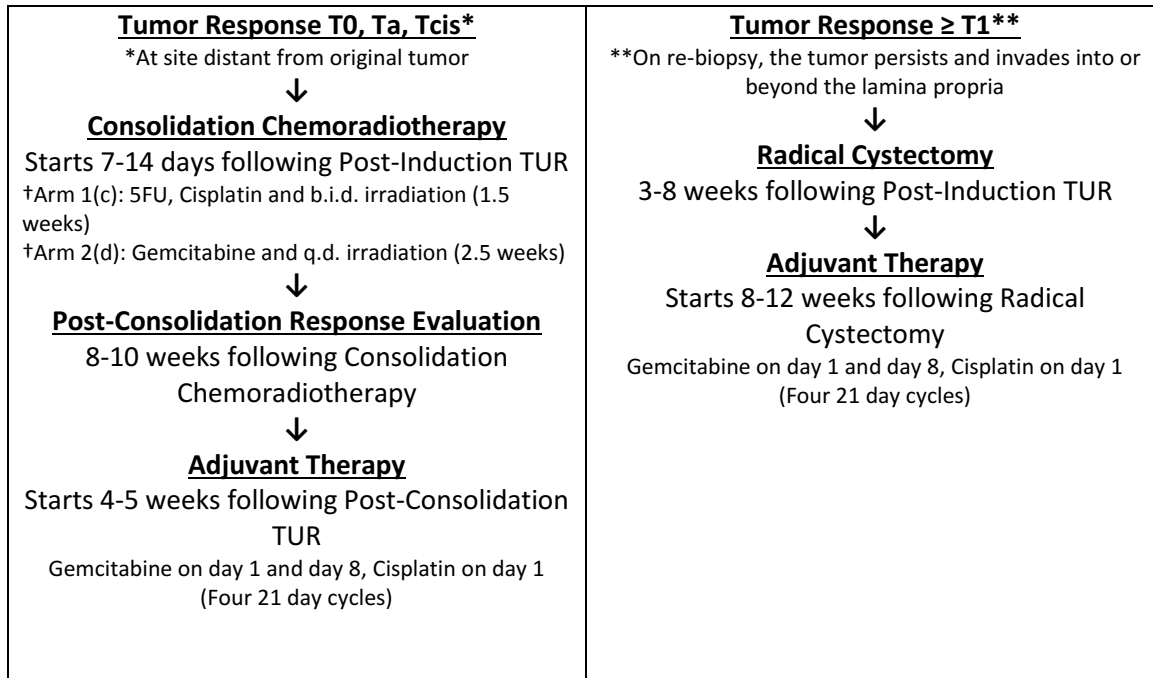 Tumor Response T0, Ta, Tcis*
*At site distant from original tumor
↓
Consolidation Chemoradiotherapy
Starts 7-14 days following Post-Induction TUR
†Arm 1(c): 5FU, Cisplatin and b.i.d. irradiation (1.5
weeks)
†Arm 2(d): Gemcitabine and q.d. irradiation (2.5 weeks)
↓
Post-Consolidation Response Evaluation
8-10 weeks following Consolidation
Chemoradiotherapy
↓
Adjuvant Therapy
Starts 4-5 weeks following Post-Consolidation
TUR
Gemcitabine on day 1 and day 8, Cisplatin on day 1
(Four 21 day cycles)
Tumor Response ≥ T1**
**On re-biopsy, the tumor persists and invades into or
beyond the lamina propria
↓
Radical Cystectomy
3-8 weeks following Post-Induction TUR
↓
Adjuvant Therapy
Starts 8-12 weeks following Radical
Cystectomy
Gemcitabine on day 1 and day 8, Cisplatin on day 1
(Four 21 day cycles)